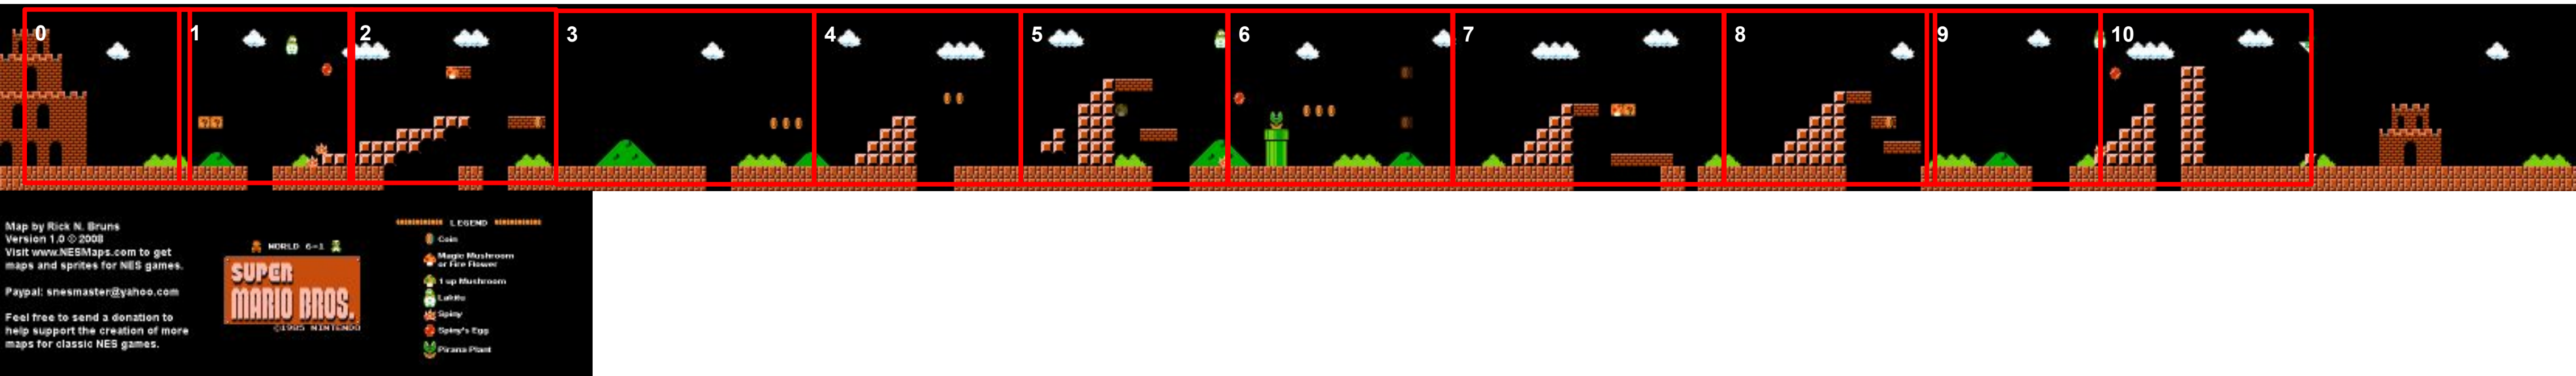 0
1
2
3
4
5
6
7
8
9
10
? ?
Map by Rick N. Bruns
Version 1.0 © 2008
Visit www.NESMaps.com to get
maps and sprites for NES games.
Paypal: snesmaster@yahoo.com
Feel free to send a donation to
help support the creation of more
maps for classic NES games.
WORLD 6-1
SUPER
MARIO BROS.
©1985 NINTENDO
LEGEND
Coin
Magic Mushroom
or Fire Flower
1 up Mushroom
Lakitu
Spiny
Spiny's Egg
Pirana Plant